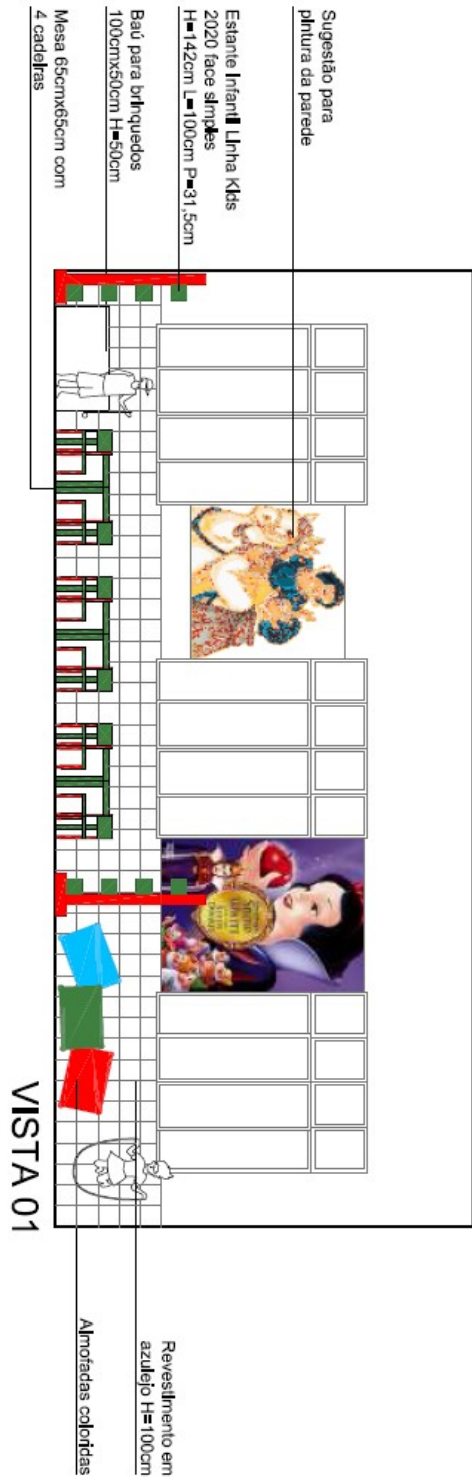 Sugestão para
pintura da parede
Estante Infantil Linha Kids
2020 face simples
H=142cm L=100cm P=31,5cm
Baú para brinquedos
100cmx50cm H=50cm
Mesa 65cmx65cm com
4 cadeiras
Revestimento em
azulejo H=100cm
Almofadas coloridas
VISTA 01